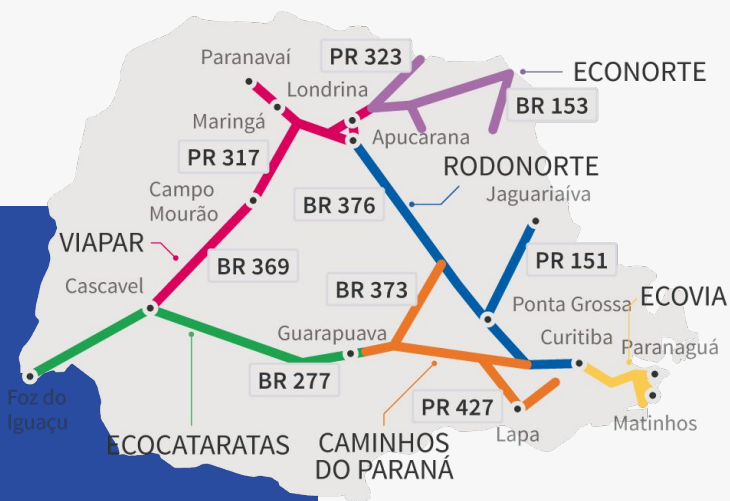 Paranavaí
PR 323
Londrina
ECONORTE
BR 153
Maringá
Apucarana
PR 317
RODONORTE
Campo
Mourão
BR 376
Jaguariaíva
VIAPAR
BR 369
PR 151
Cascavel
BR 373
Ponta Grossa
ECOVIA
Guarapuava
Curitiba
Paranaguá
BR 277
Foz do
Iguaçu
PR 427
Matinhos
ECOCATARATAS
CAMINHOS
DO PARANÁ
Lapa